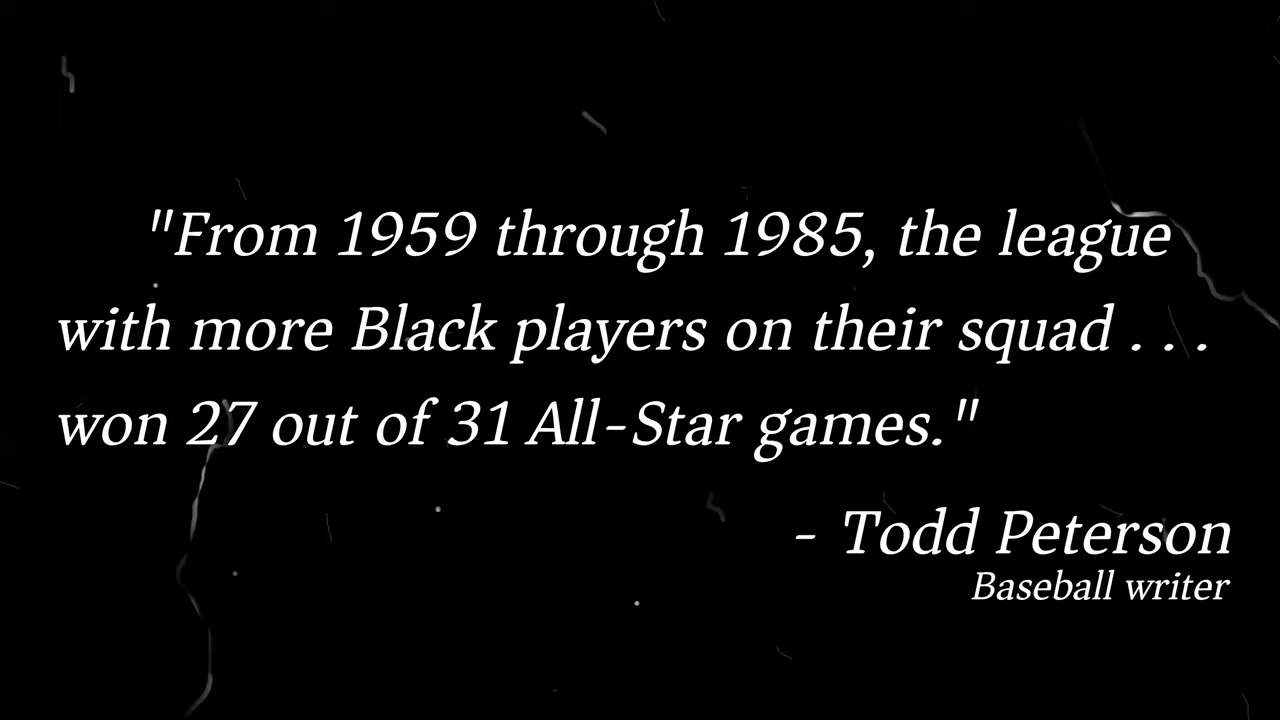 "From 1959 through 1985, the league
with more Black players on their squad . . .
won 27 out of 31 All-Star games."
- Todd Peterson
Baseball writer